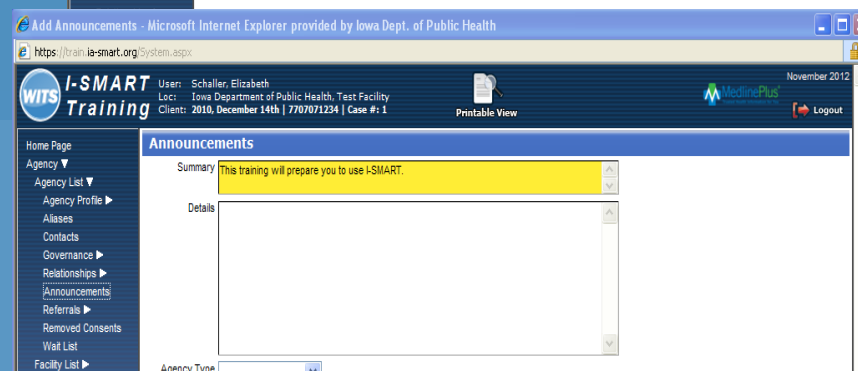 Add Announcements - Microsoft Internet Explorer provided by Iowa Dept. of Public Health
https://train.ia-smart.org/System.aspx
WITS
I-SMART
Training
User: Schaller, Elizabeth
Loc: Iowa Department of Public Health, Test Facility
Client: 2010, December 14th | 7707071234 | Case #: 1
Printable View
MedlinePlus
November 2012
Logout
Home Page
Agency
Agency List
Agency Profile
Aliases
Contacts
Governance
Relationships
Announcements
Referrals
Removed Consents
Wait List
Facility List
Announcements
Summary
This training will prepare you to use I-SMART.
Details
Agency Type